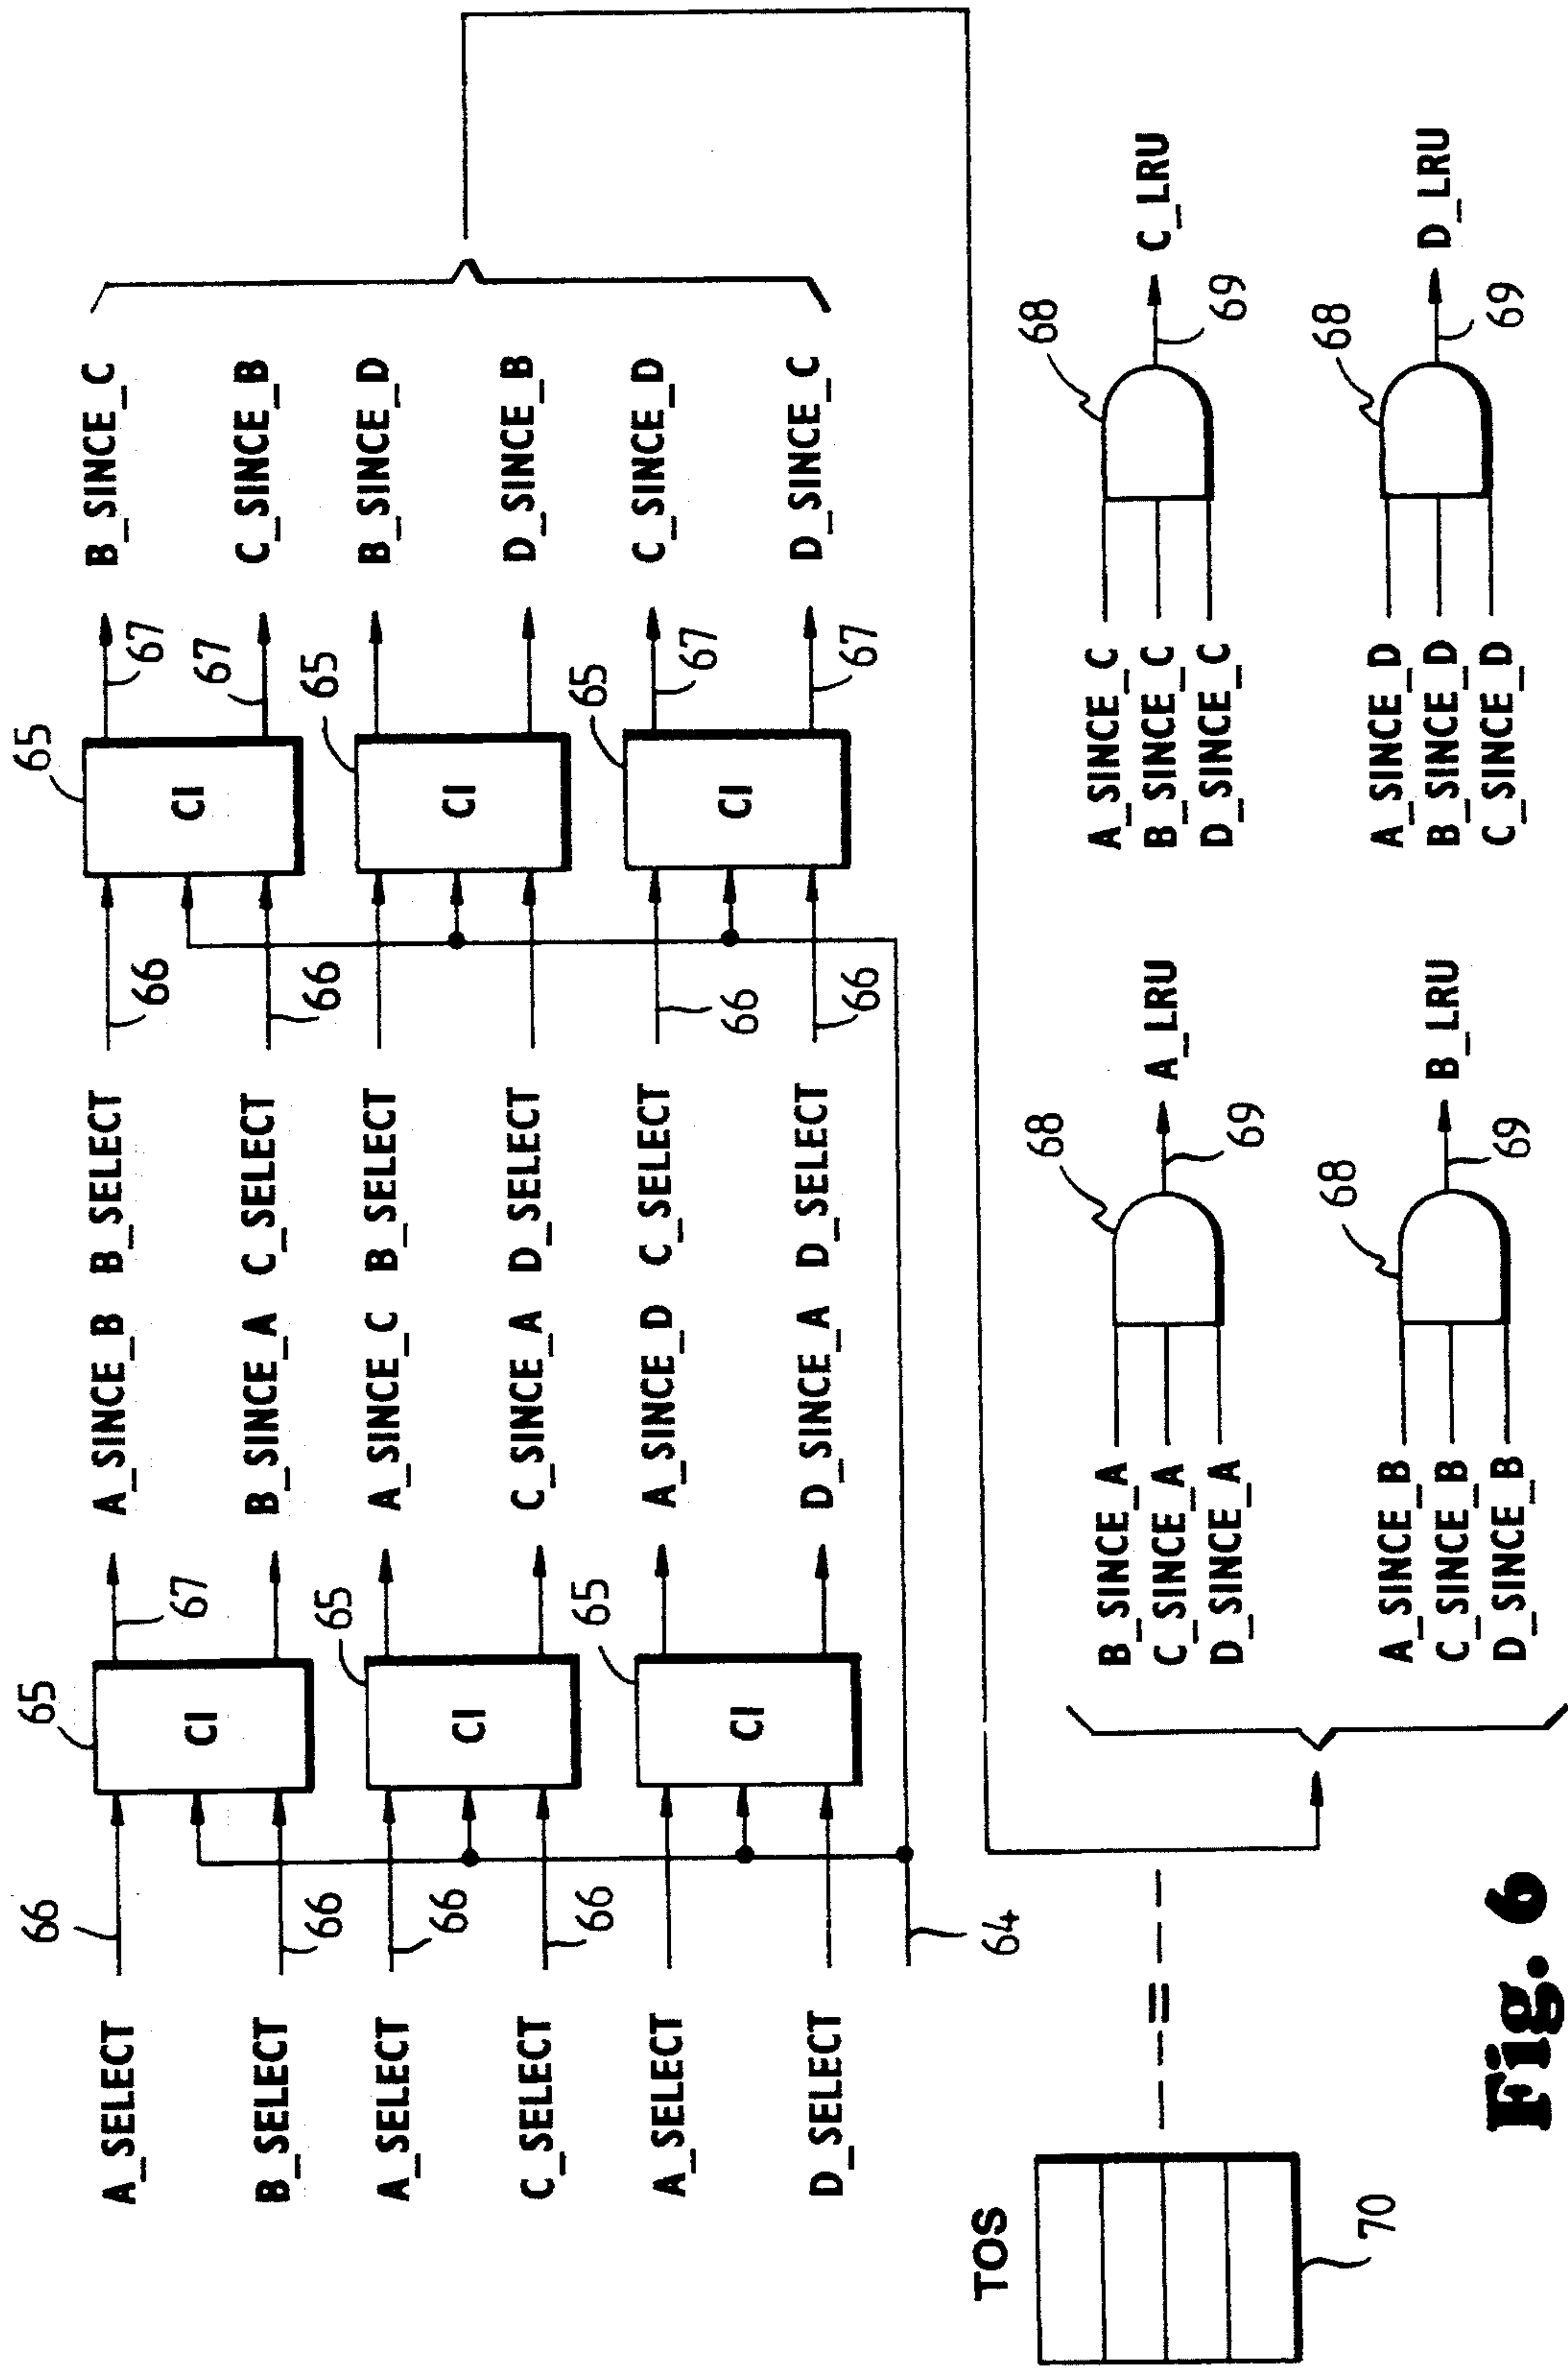 66
A_SELECT
65
CI
67
A_SINCE_B
B_SELECT
66
65
CI
67
B_SINCE_C
B_SELECT
66
B_SINCE_A
C_SELECT
66
67
C_SINCE_B
A_SELECT
66
65
CI
A_SINCE_C
B_SELECT
65
CI
B_SINCE_D
C_SELECT
66
C_SINCE_A
D_SELECT
D_SINCE_B
A_SELECT
65
CI
A_SINCE_D
C_SELECT
66
65
CI
67
C_SINCE_D
D_SELECT
D_SINCE_A
D_SELECT
66
67
D_SINCE_C
64
TOS
70
=
B_SINCE_A
C_SINCE_A
D_SINCE_A
68
69
A_LRU
A_SINCE_C
B_SINCE_C
D_SINCE_C
68
69
C_LRU
A_SINCE_B
C_SINCE_B
D_SINCE_B
68
69
B_LRU
A_SINCE_D
B_SINCE_D
C_SINCE_D
68
69
D_LRU
Fig. 6